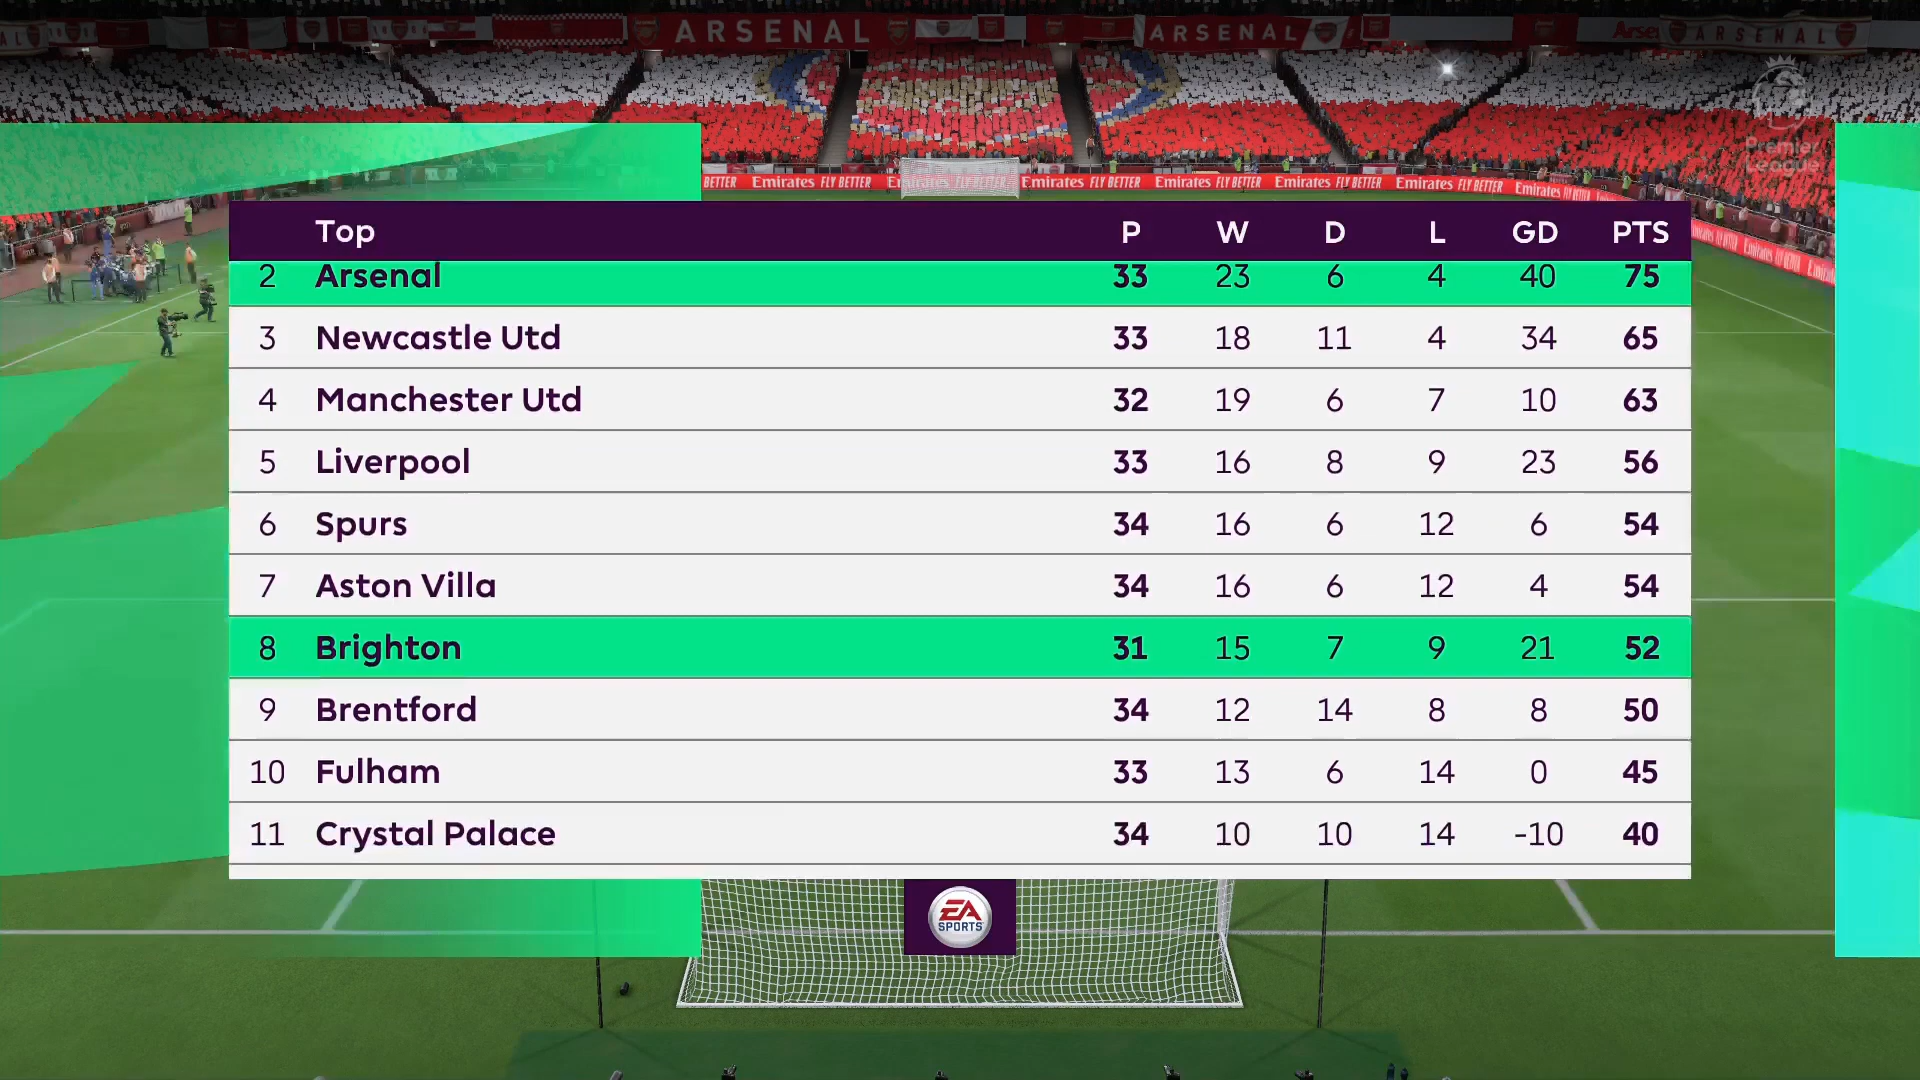 ARSENAL
ARSENAL
ARSENAL
Premier
League
BETTER Emirates FLY BETTER Emirates FLY BETTER Emirates FLY BETTER Emirates FLY BETTER Emirates FLY BETTER Emirates
Top P W D L GD PTS
2 Arsenal 33 23 6 4 40 75
3 Newcastle Utd 33 18 11 4 34 65
4 Manchester Utd 32 19 6 7 10 63
5 Liverpool 33 16 8 9 23 56
6 Spurs 34 16 6 12 6 54
7 Aston Villa 34 16 6 12 4 54
8 Brighton 31 15 7 9 21 52
9 Brentford 34 12 14 8 8 50
10 Fulham 33 13 6 14 0 45
11 Crystal Palace 34 10 10 14 -10 40
EA
SPORTS